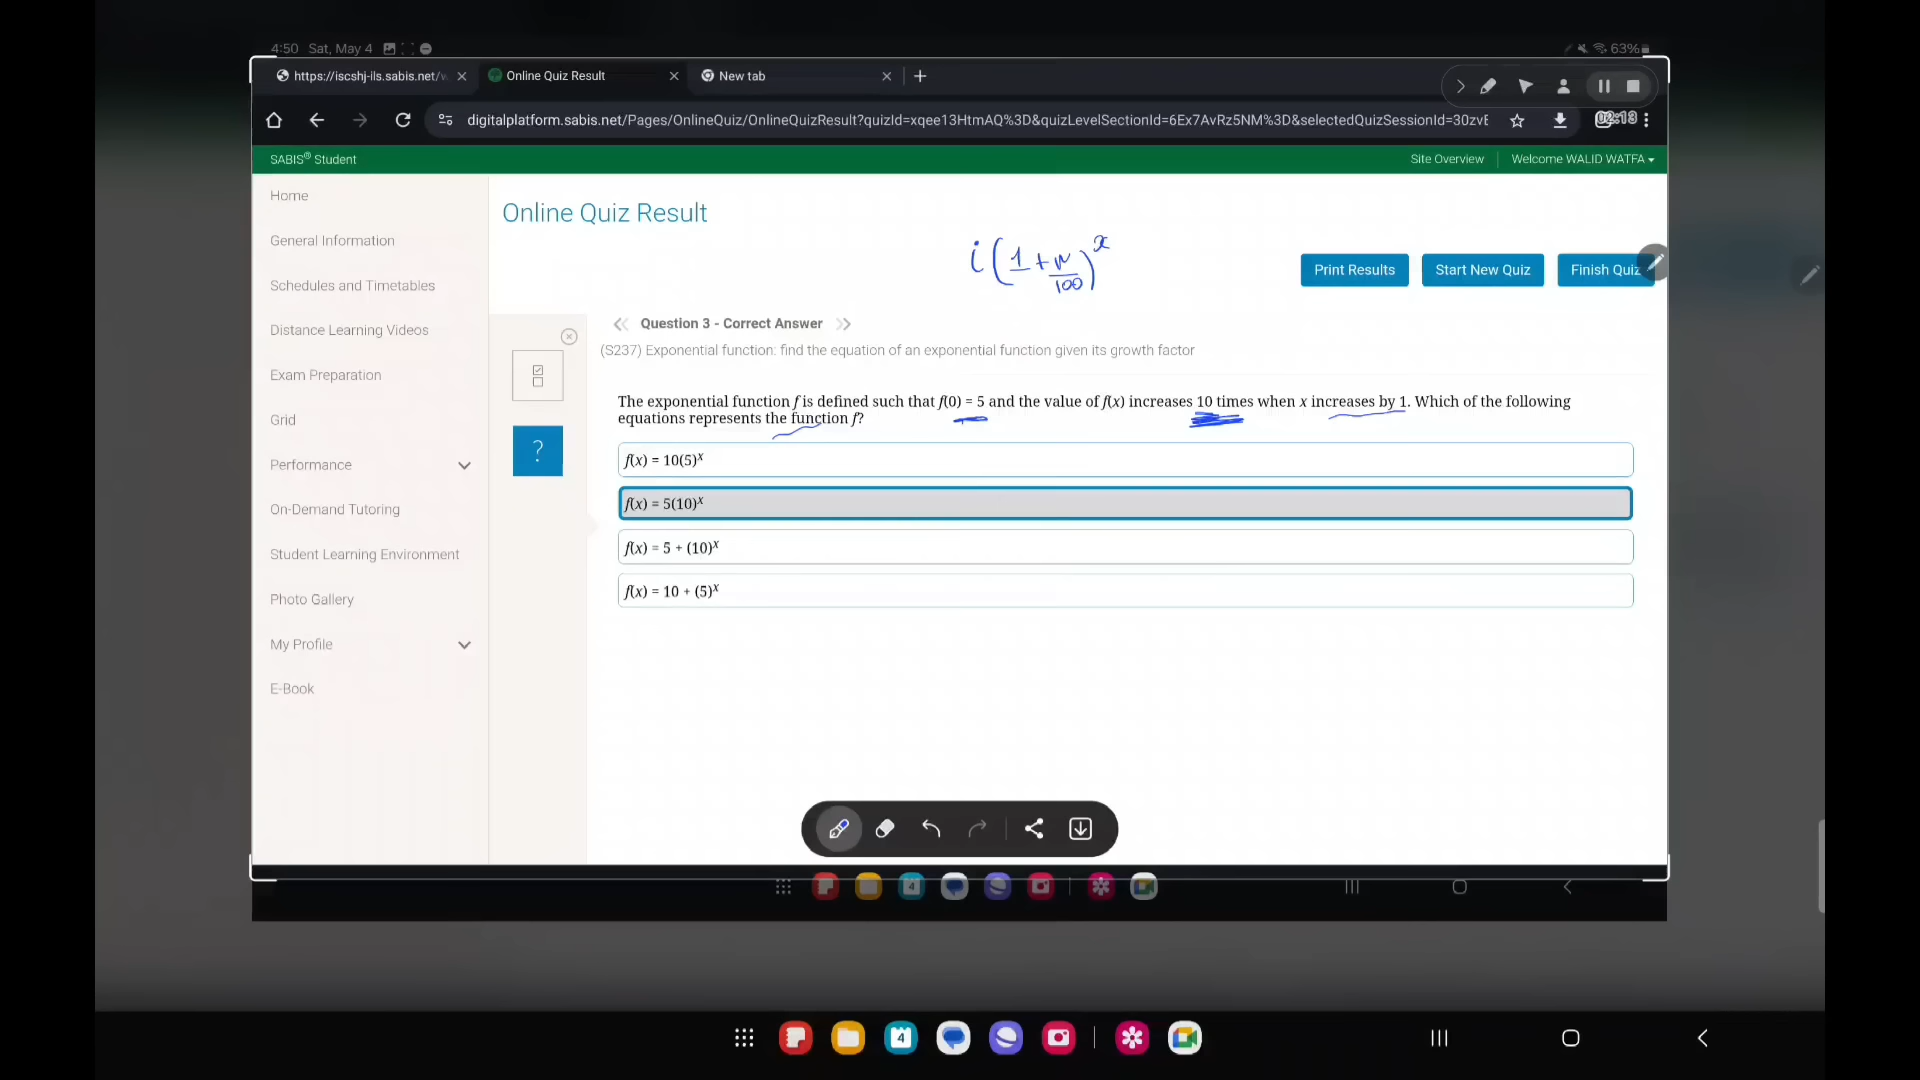 4:50 Sat, May 4 63%
https://iscshj-ils.sabis.net/ Online Quiz Result New tab
digitalplatform.sabis.net/Pages/OnlineQuiz/OnlineQuizResult?quizId=xqee13HtmAQ%3D&quizLevelSectionId=6Ex7AvRz5NM%3D&selectedQuizSessionId=30zvE 02:13
SABIS® Student Site Overview Welcome WALID WATFA
Home
General Information
Schedules and Timetables
Distance Learning Videos
Exam Preparation
Grid
Performance
On-Demand Tutoring
Student Learning Environment
Photo Gallery
My Profile
E-Book
Online Quiz Result
i(1+r/100)^x
Print Results Start New Quiz Finish Quiz
Question 3 - Correct Answer
(S237) Exponential function: find the equation of an exponential function given its growth factor
?
The exponential function f is defined such that f(0) = 5 and the value of f(x) increases 10 times when x increases by 1. Which of the following
equations represents the function f?
f(x) = 10(5)^x
f(x) = 5(10)^x
f(x) = 5 + (10)^x
f(x) = 10 + (5)^x
4
4